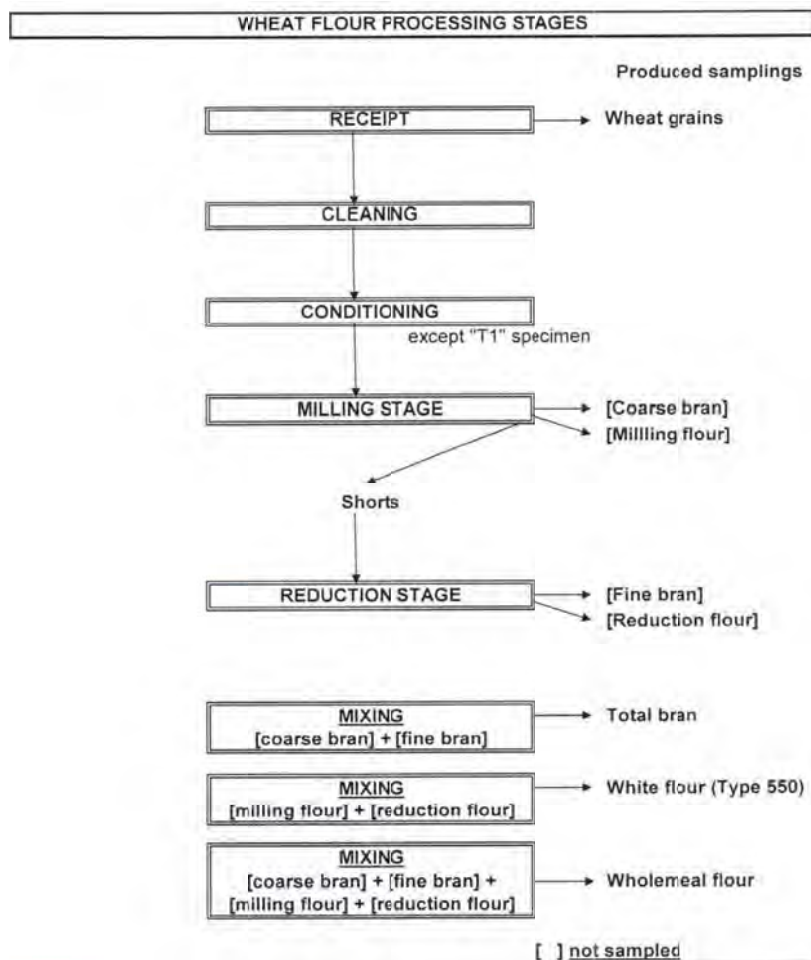 WHEAT FLOUR PROCESSING STAGES
Produced samplings
RECEIPT
Wheat grains
CLEANING
CONDITIONING
except "T1" specimen
MILLING STAGE
[Coarse bran]
[Millling flour]
Shorts
REDUCTION STAGE
[Fine bran]
[Reduction flour]
MIXING
[coarse bran] + [fine bran]
Total bran
MIXING
[milling flour] + [reduction flour]
White flour (Type 550)
MIXING
[coarse bran] + [fine bran] +
[milling flour] + [reduction flour]
Wholemeal flour
[ ] not sampled